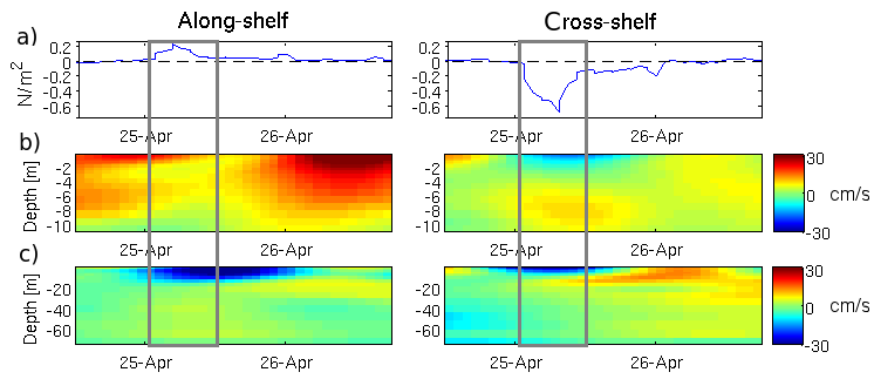 Along-shelf Cross-shelf
a)
N/m²
0.2 0.2
0 0
-0.2 -0.2
-0.4 -0.4
-0.6 -0.6
25-Apr 26-Apr 25-Apr 26-Apr
b)
Depth [m]
-2 -2 30
-4 -4
-6 -6 0 cm/s
-8 -8
-10 -10 -30
25-Apr 26-Apr 25-Apr 26-Apr
c)
Depth [m]
30
-20 -20
-40 -40 0 cm/s
-60 -60
-30
25-Apr 26-Apr 25-Apr 26-Apr